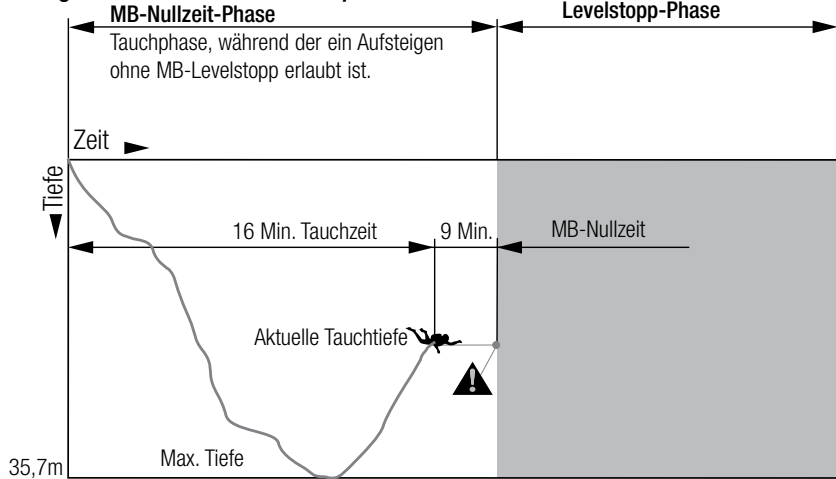 MB-Nullzeit-Phase
Levelstopp-Phase
Tauchphase, während der ein Aufsteigen
ohne MB-Levelstopp erlaubt ist.
Zeit
Tiefe
16 Min. Tauchzeit
9 Min.
MB-Nullzeit
Aktuelle Tauchtiefe
Max. Tiefe
35,7m